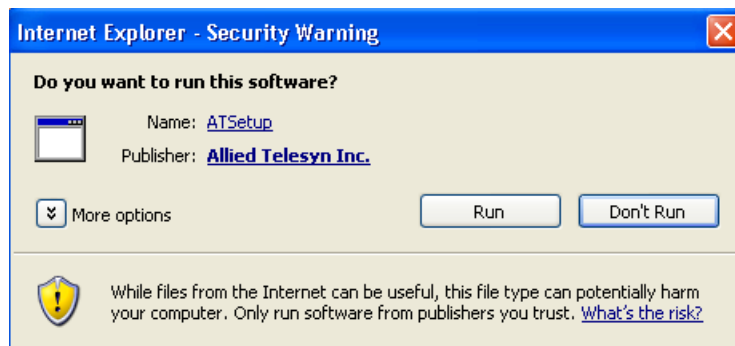 Internet Explorer - Security Warning
Do you want to run this software?
Name: ATSetup
Publisher: Allied Telesyn Inc.
More options
Run
Don't Run
While files from the Internet can be useful, this file type can potentially harm
your computer. Only run software from publishers you trust. What's the risk?